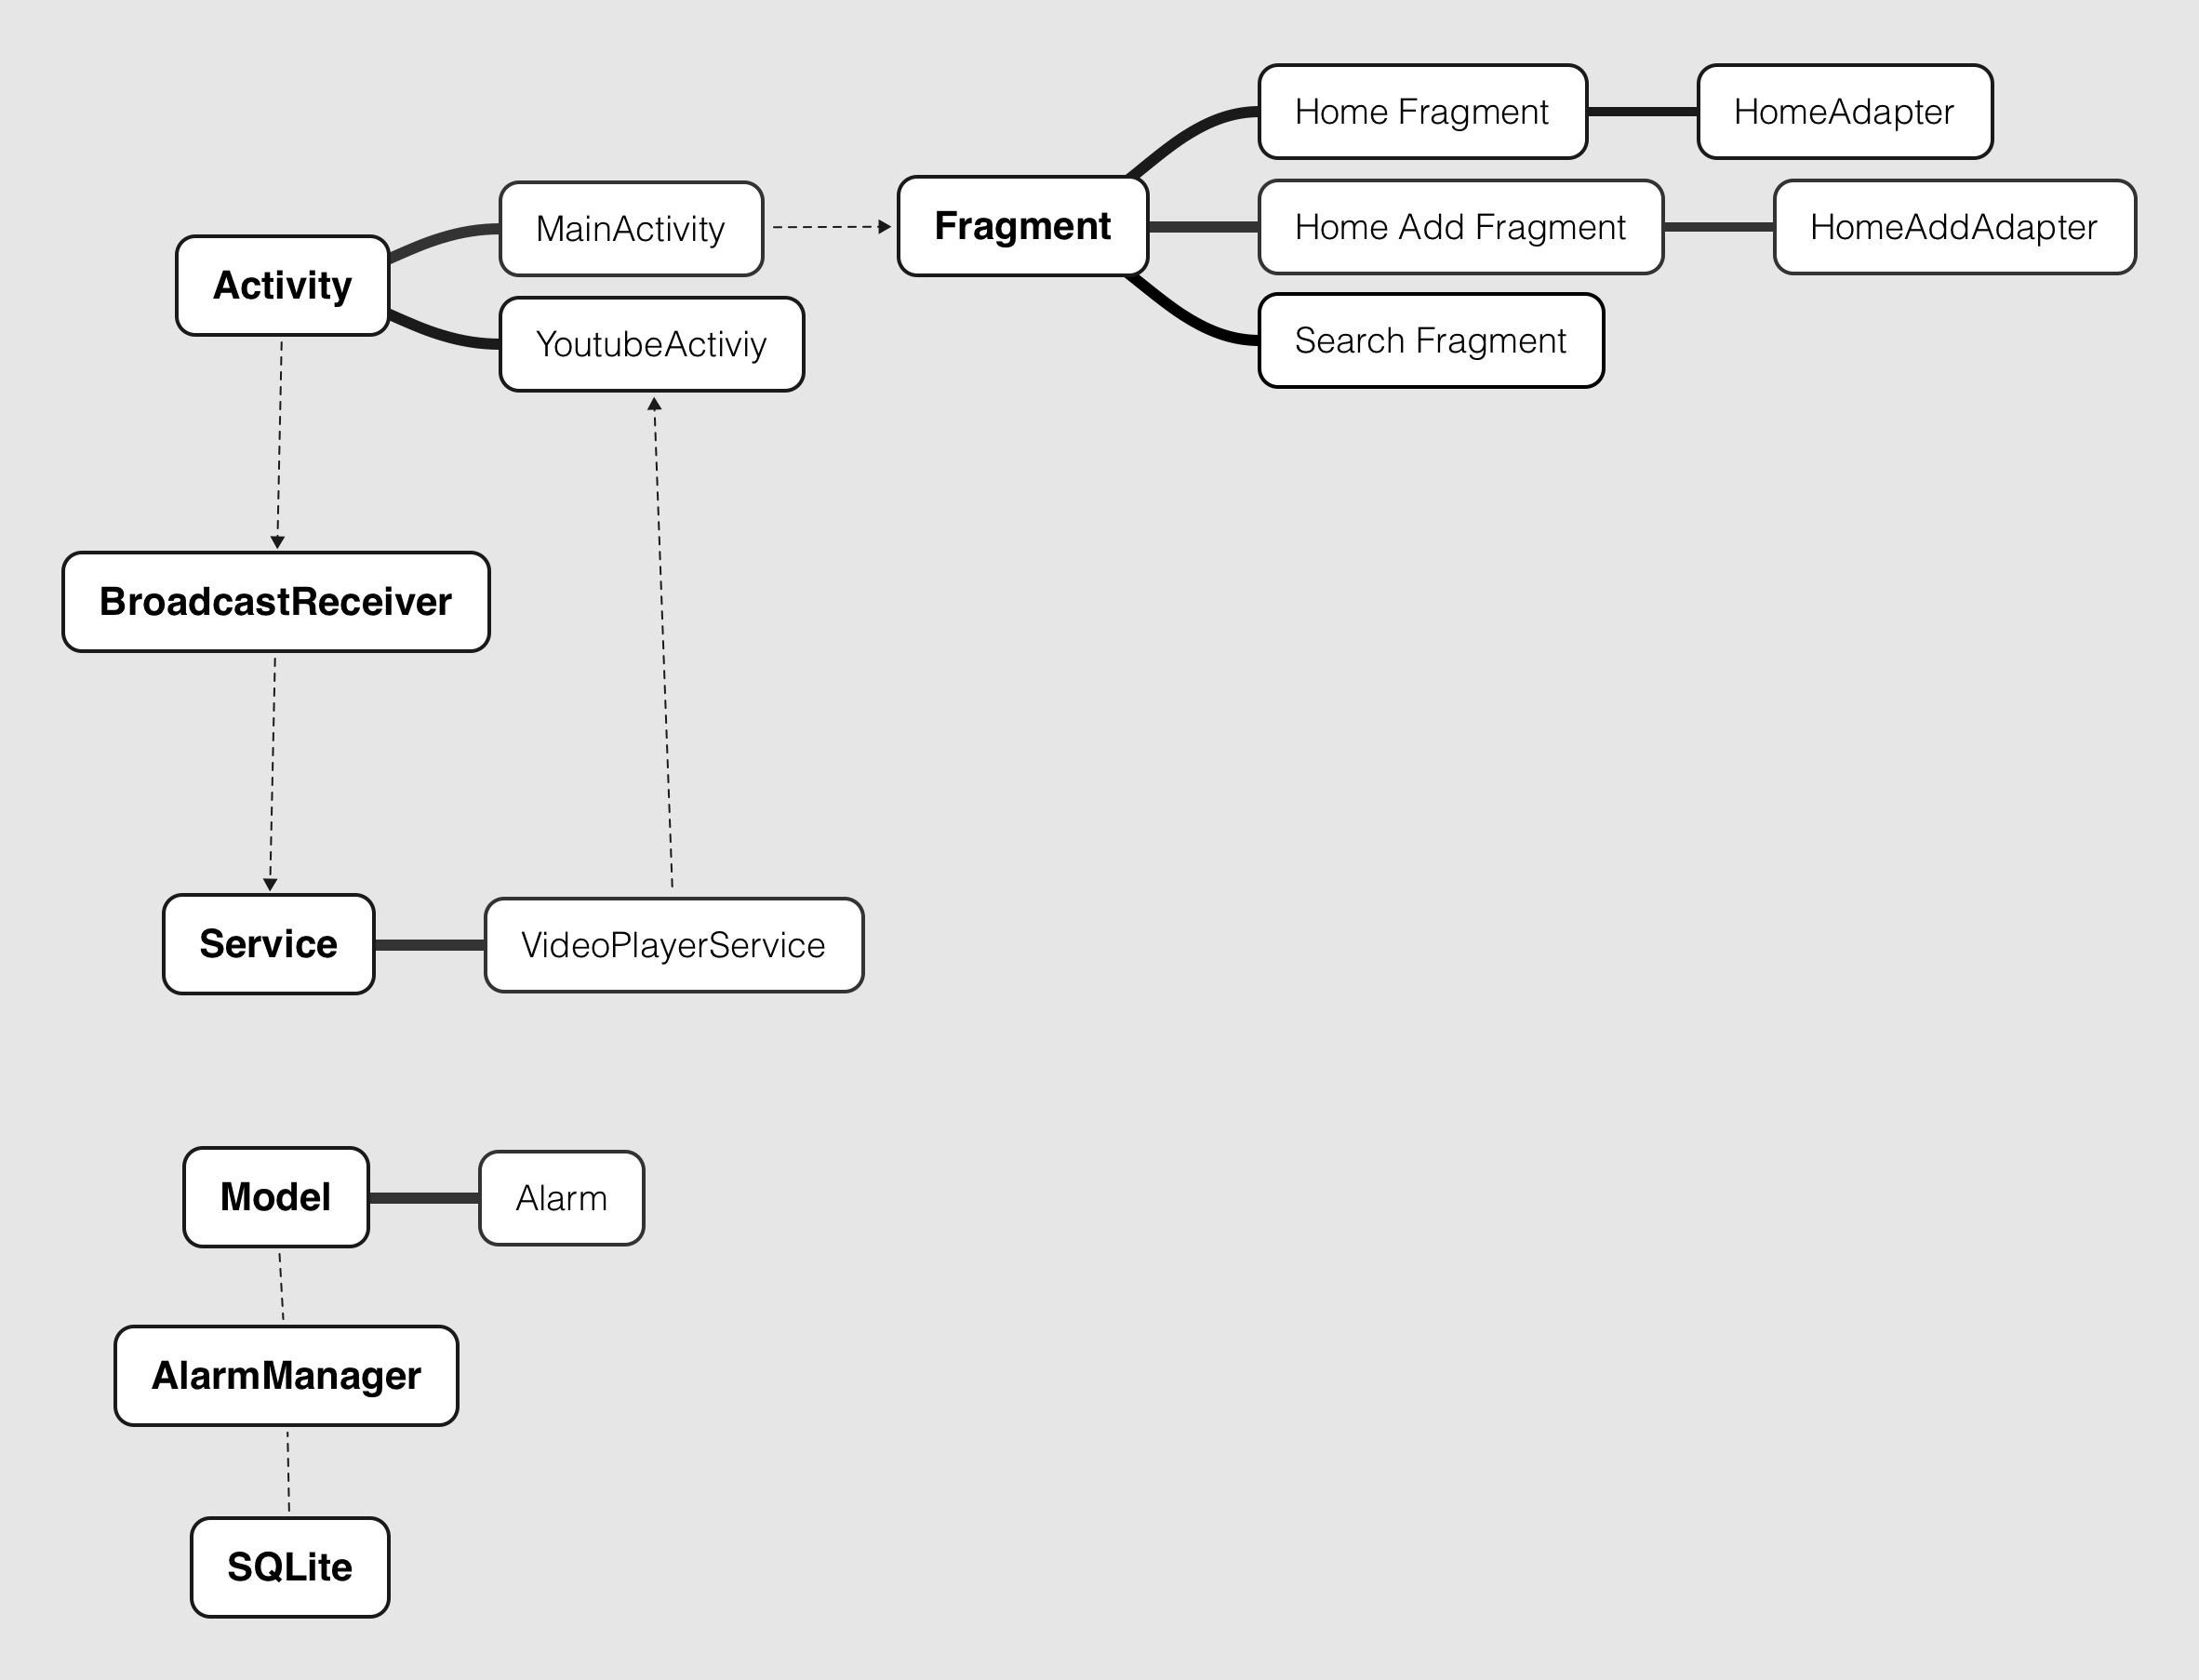 Home Fragment
HomeAdapter
MainActivity
Fragment
Home Add Fragment
HomeAddAdapter
Activity
YoutubeActiviy
Search Fragment
BroadcastReceiver
Service
VideoPlayerService
Model
Alarm
AlarmManager
SQLite